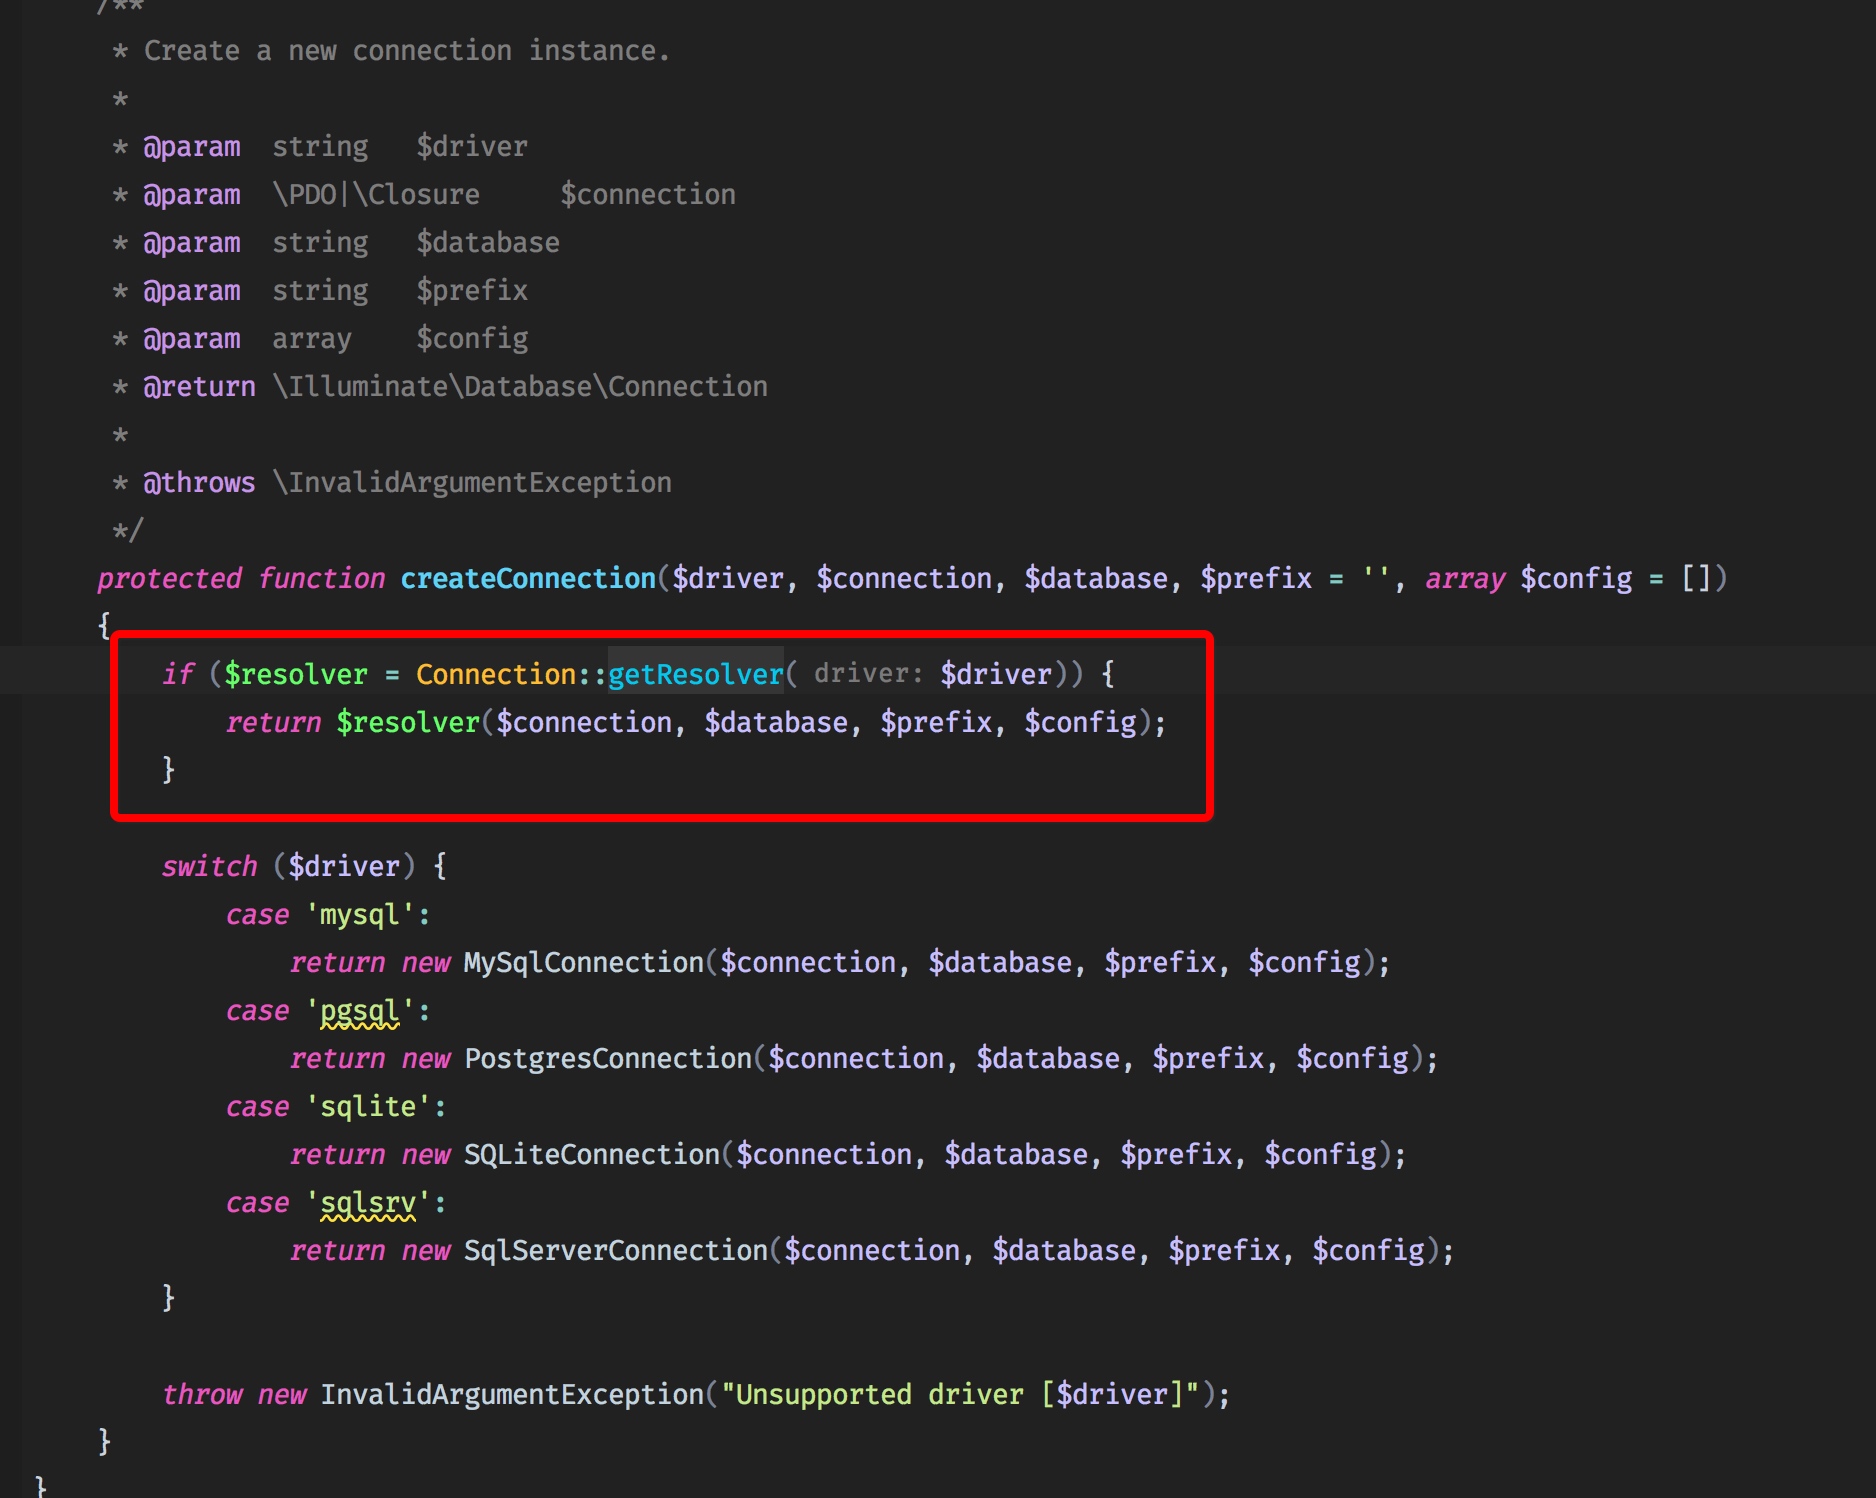 /**
 * Create a new connection instance.
 *
 * @param  string   $driver
 * @param  \PDO|\Closure     $connection
 * @param  string   $database
 * @param  string   $prefix
 * @param  array    $config
 * @return \Illuminate\Database\Connection
 *
 * @throws \InvalidArgumentException
 */
protected function createConnection($driver, $connection, $database, $prefix = '', array $config = [])
{
    if ($resolver = Connection::getResolver( driver: $driver)) {
        return $resolver($connection, $database, $prefix, $config);
    }

    switch ($driver) {
        case 'mysql':
            return new MySqlConnection($connection, $database, $prefix, $config);
        case 'pgsql':
            return new PostgresConnection($connection, $database, $prefix, $config);
        case 'sqlite':
            return new SQLiteConnection($connection, $database, $prefix, $config);
        case 'sqlsrv':
            return new SqlServerConnection($connection, $database, $prefix, $config);
    }

    throw new InvalidArgumentException("Unsupported driver [$driver]");
}
}